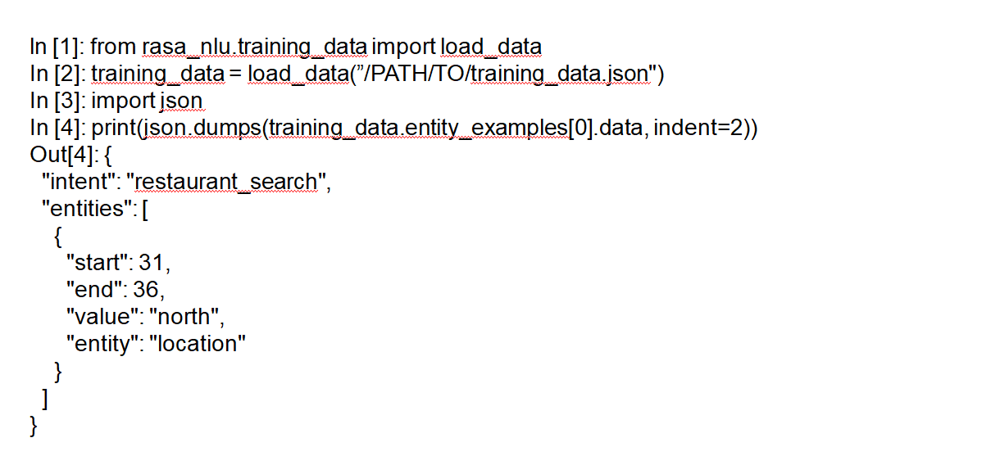 In [1]: from rasa_nlu.training_data import load_data
In [2]: training_data = load_data(”/PATH/TO/training_data.json")
In [3]: import json
In [4]: print(json.dumps(training_data.entity_examples[0].data, indent=2))
Out[4]: {
"intent": "restaurant_search",
"entities": [
{
"start": 31,
"end": 36,
"value": "north",
"entity": "location"
}
]
}